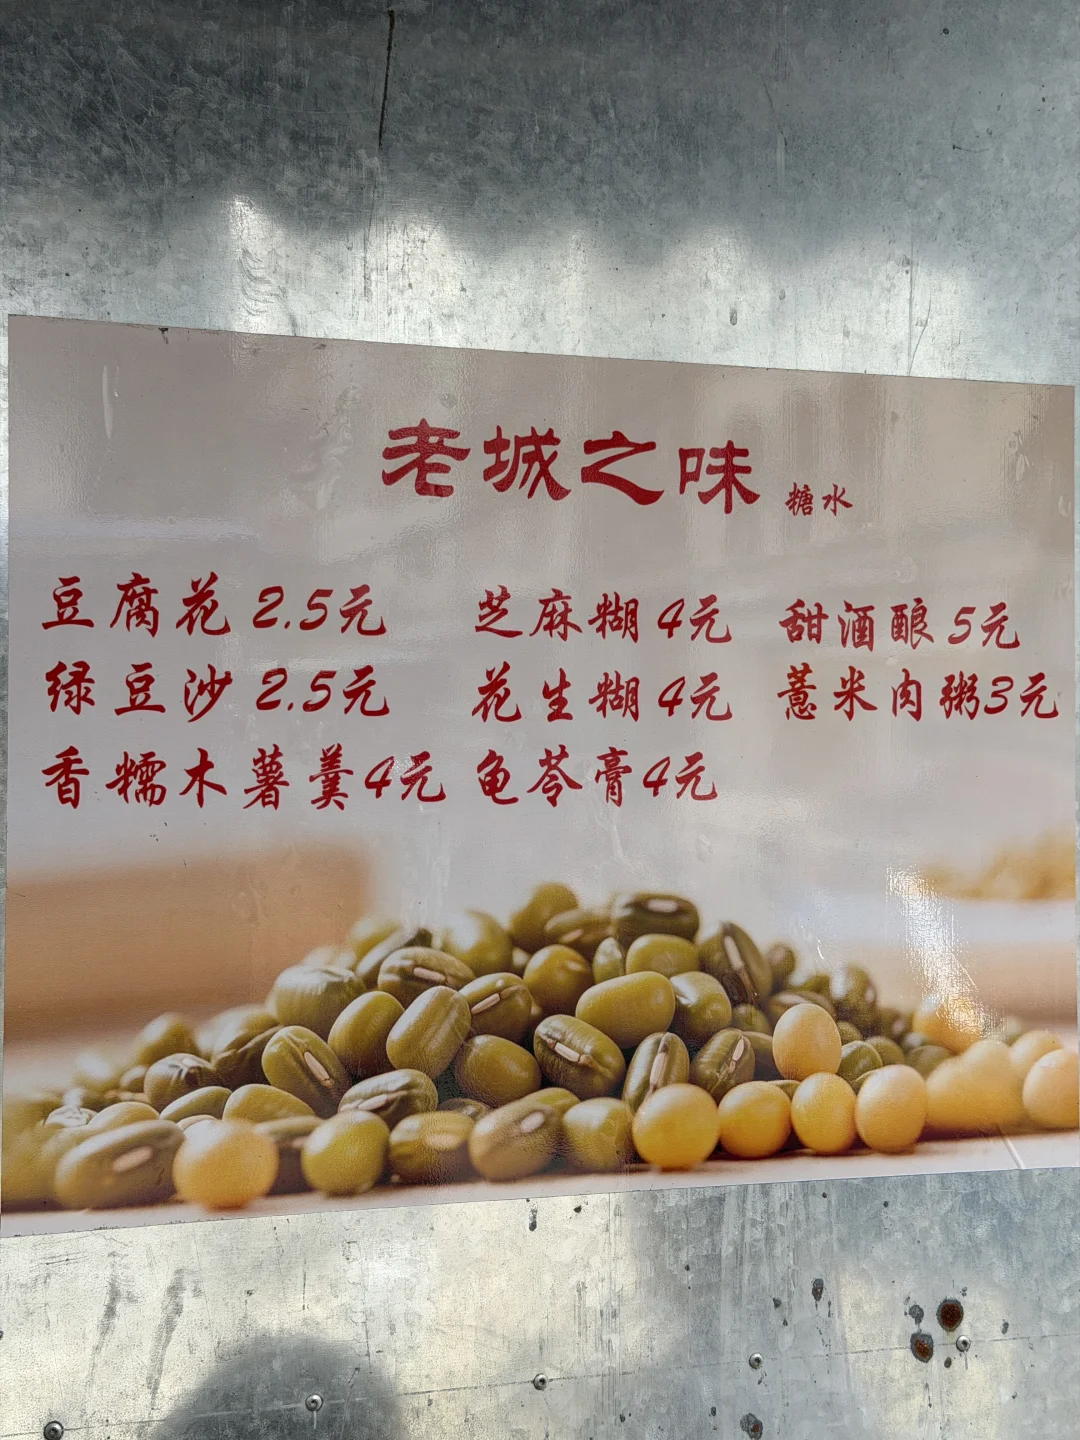 老城之味 糖水
豆腐花 2.5元 芝麻糊 4元 甜酒酿 5元
绿豆沙 2.5元 花生糊 4元 薏米肉粥3元
香糯木薯羹4元 龟苓膏4元